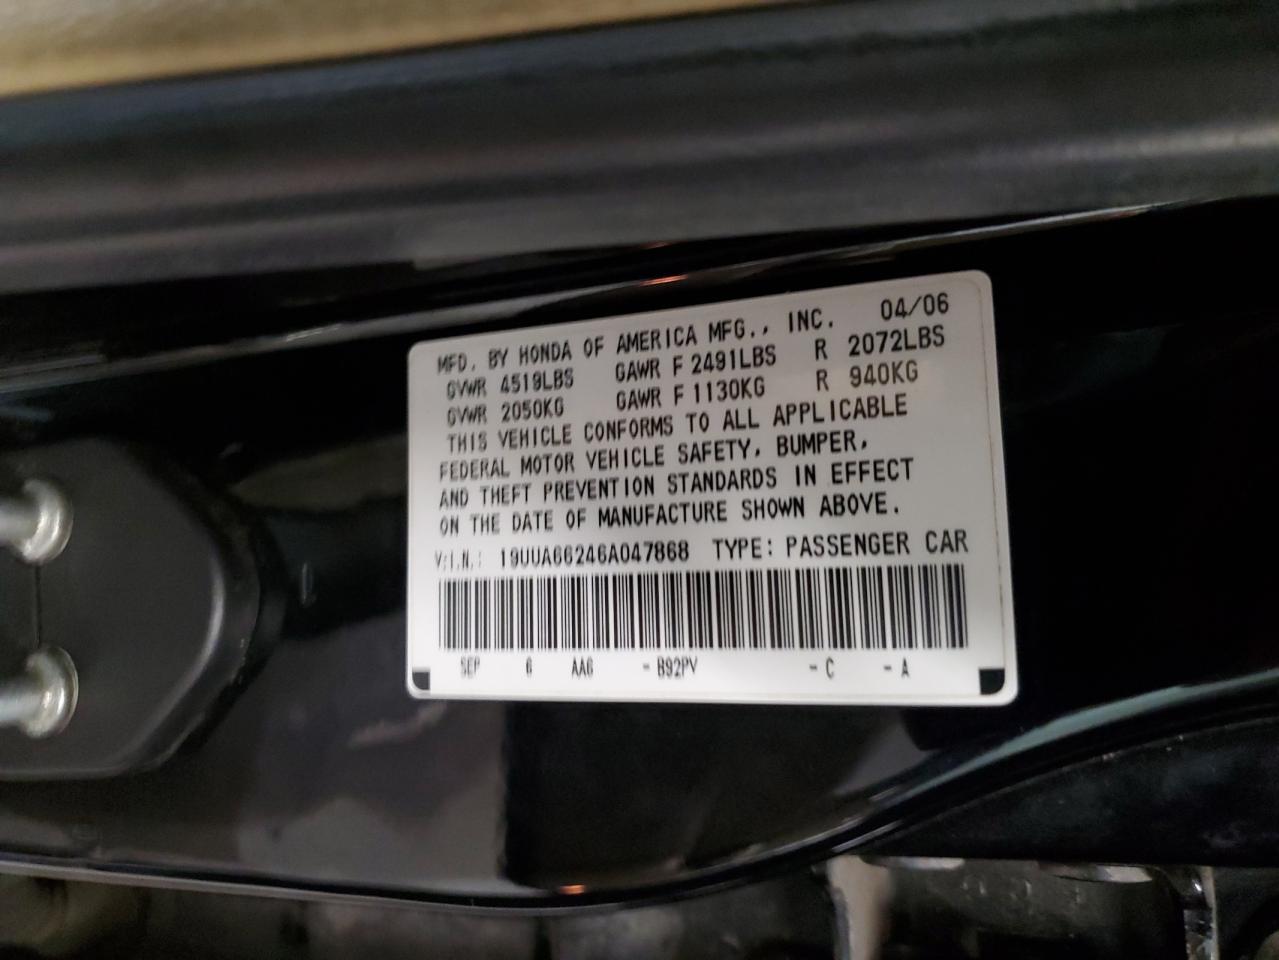 MFD. BY HONDA OF AMERICA MFG., INC. 04/06
GVWR 4519LBS GAWR F 2491LBS R 2072LBS
GVWR 2050KG GAWR F 1130KG R 940KG
THIS VEHICLE CONFORMS TO ALL APPLICABLE
FEDERAL MOTOR VEHICLE SAFETY, BUMPER,
AND THEFT PREVENTION STANDARDS IN EFFECT
ON THE DATE OF MANUFACTURE SHOWN ABOVE.
V.I.N.: 19UUA66246A047868 TYPE: PASSENGER CAR
SEP 6 AA6 - B92PV - C - A